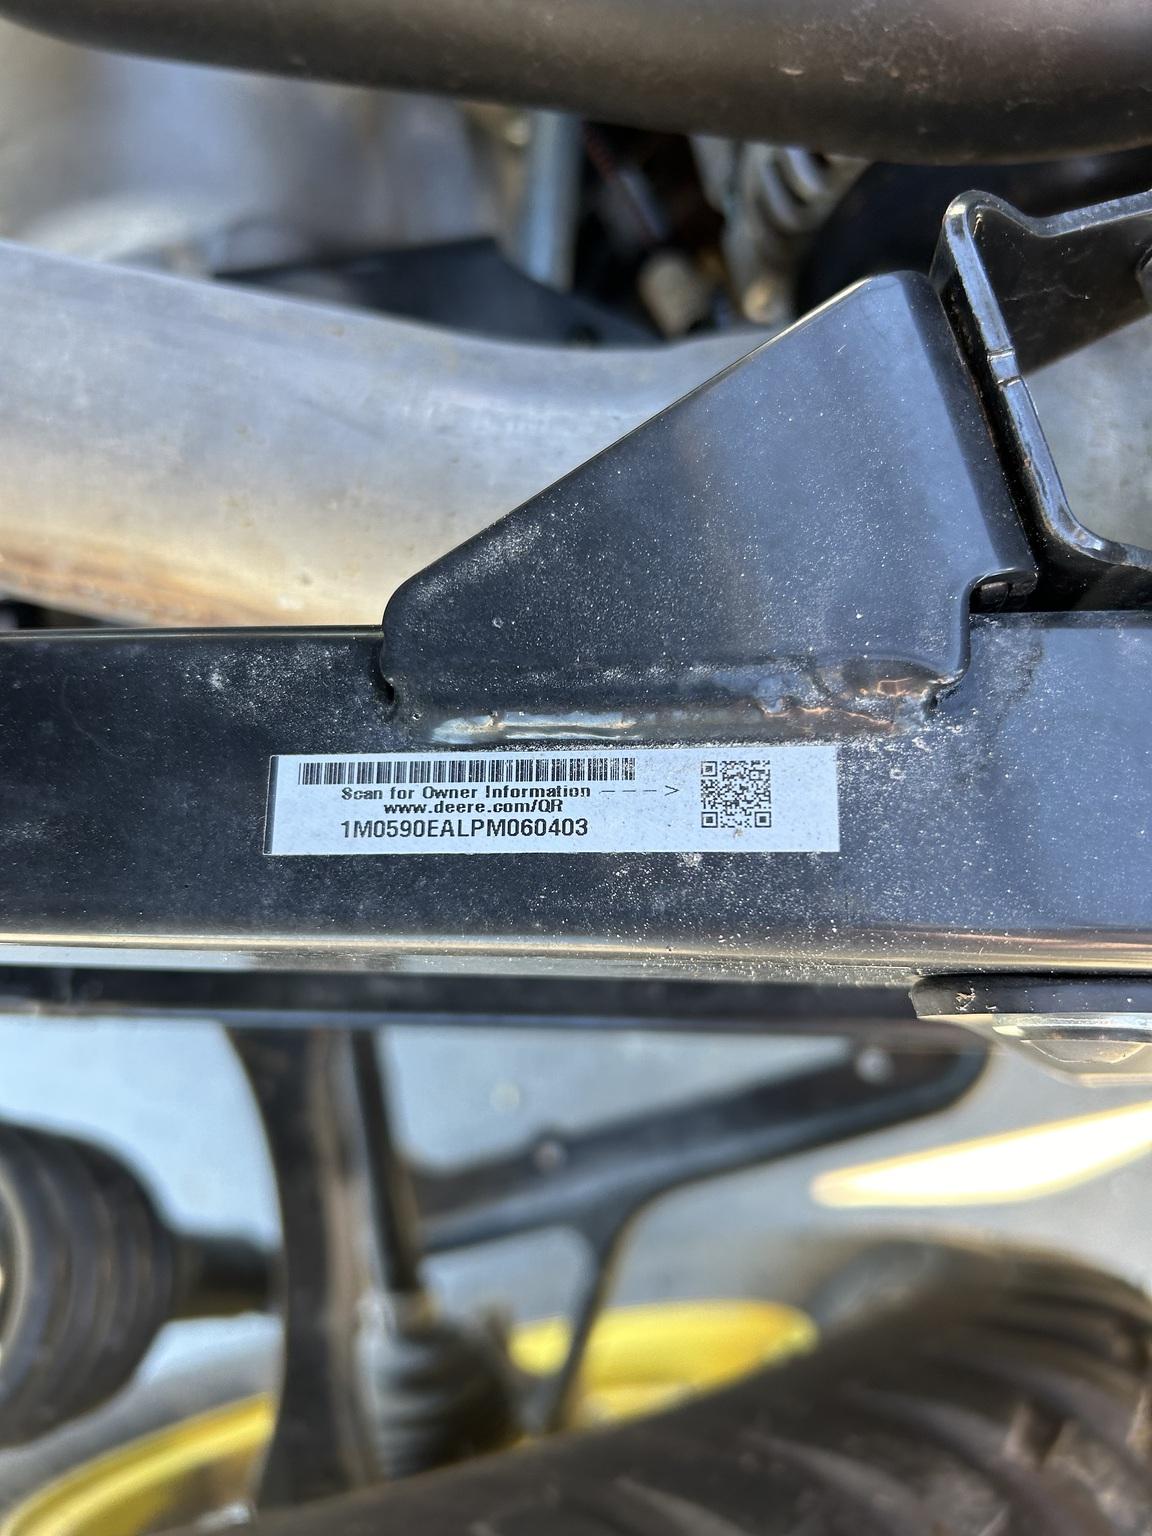 Scan for Owner Information ---->
www.deere.com/QR
1M0590EALPM060403